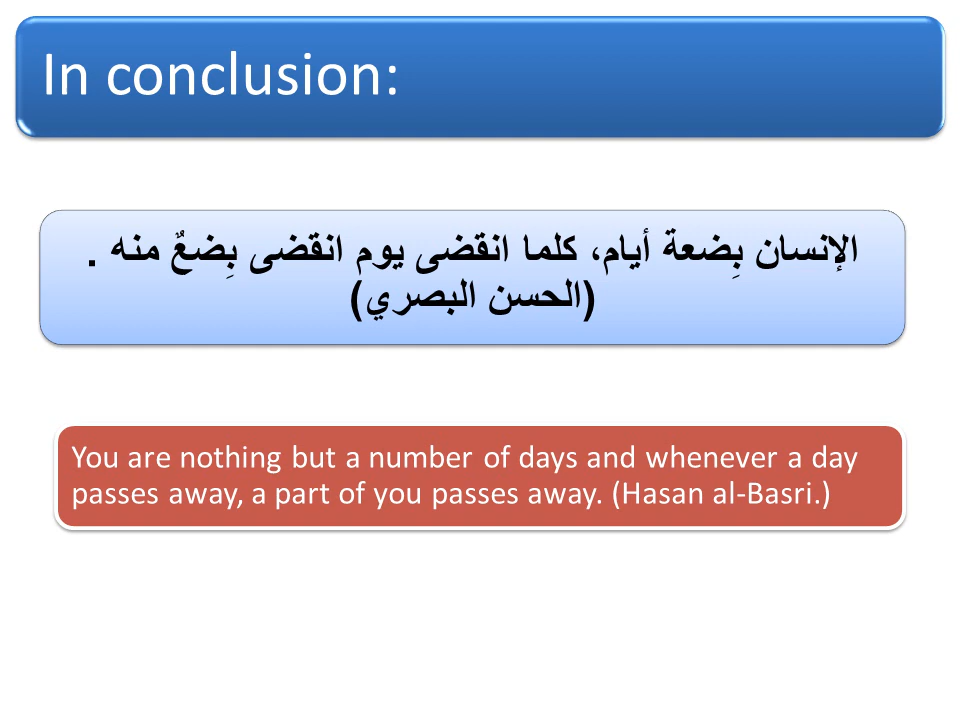 In conclusion:
الإنسان بِضعة أيام، كلما انقضى يوم انقضى بِضعٌ منه .
(الحسن البصري)
You are nothing but a number of days and whenever a day
passes away, a part of you passes away. (Hasan al-Basri.)